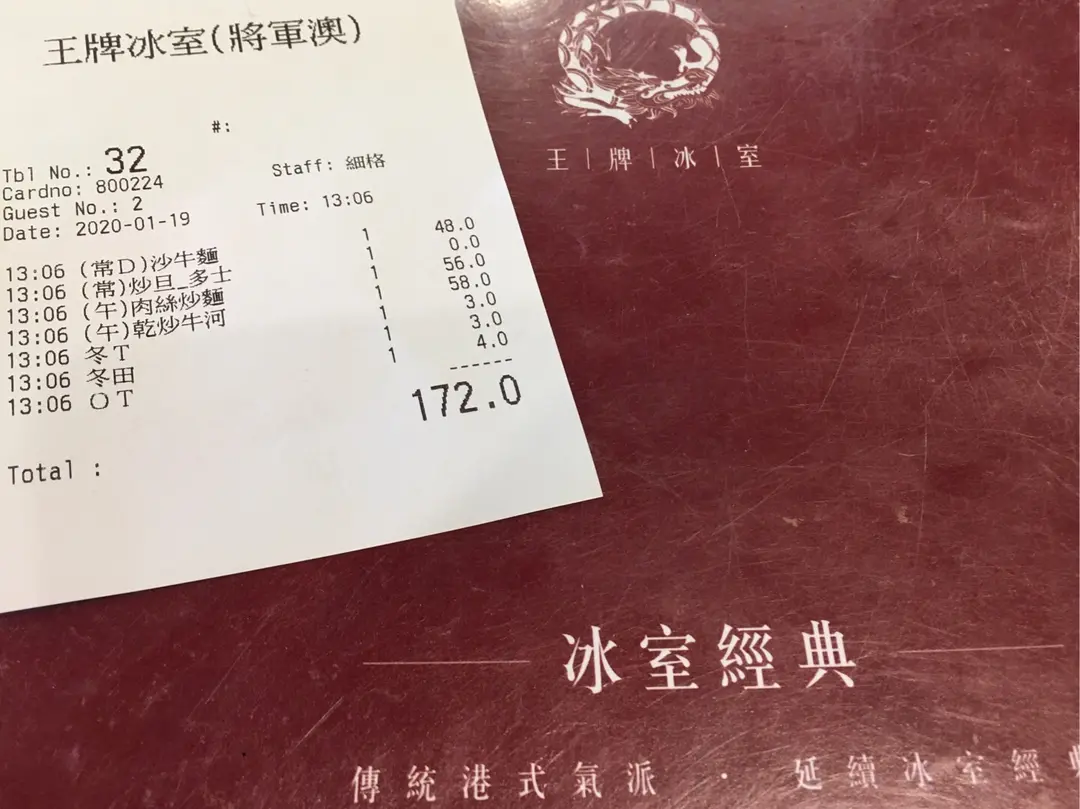 王牌冰室(將軍澳)
#:
Tbl No.: 32
Cardno: 800224 Staff: 細格
Guest No.: 2
Date: 2020-01-19 Time: 13:06
13:06 (常D)沙牛麵 1 48.0
13:06 (常)炒旦_多士 1 0.0
13:06 (午)肉絲炒麵 1 56.0
13:06 (午)乾炒牛河 1 58.0
13:06 冬T 1 3.0
13:06 冬田 1 3.0
13:06 OT 1 4.0
-------
172.0
Total :
王|牌|冰|室
冰室經典
傳統港式氣派 · 延續冰室經典